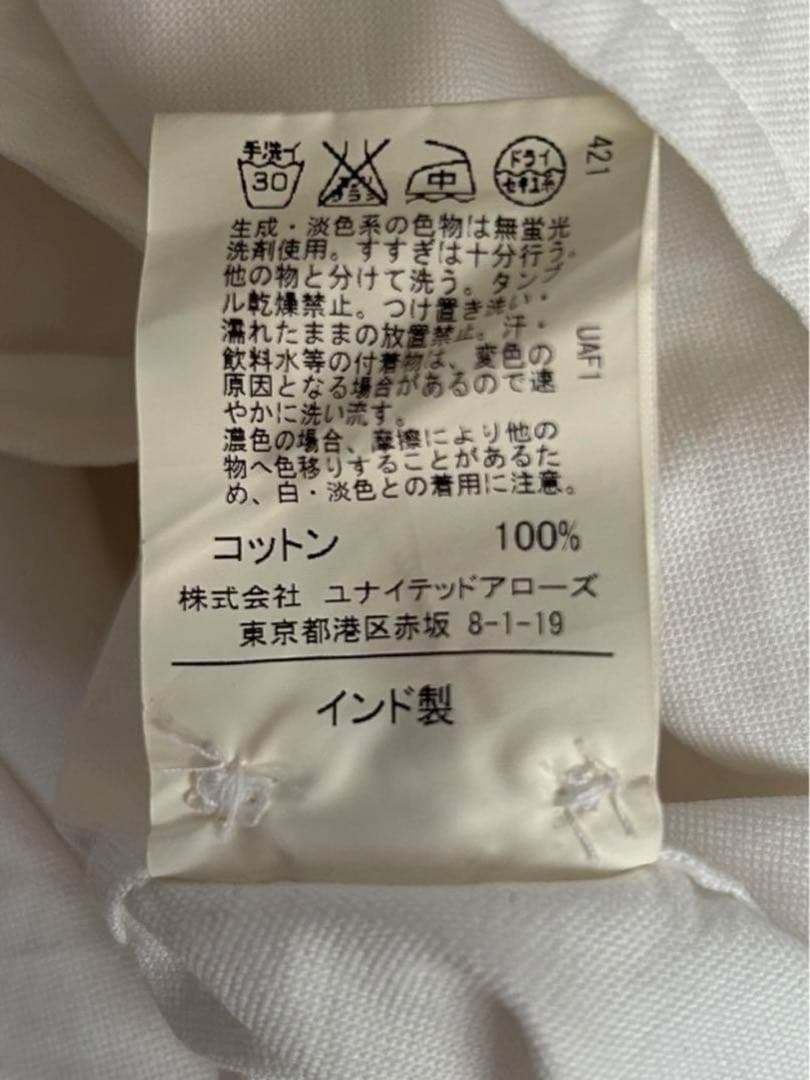 手洗イ
30
中
ドライ
セキユ系
生成・淡色系の色物は無蛍光
洗剤使用。すすぎは十分行う。
他の物と分けて洗う。タンブ
ル乾燥禁止。つけ置き洗い・
濡れたままの放置禁止。汗・
飲料水等の付着物は、変色の
原因となる場合があるので速
やかに洗い流す。
濃色の場合、摩擦により他の
物へ色移りすることがあるた
め、白・淡色との着用に注意。
コットン 100%
株式会社 ユナイテッドアローズ
東京都港区赤坂 8-1-19
インド製
421
UAF1